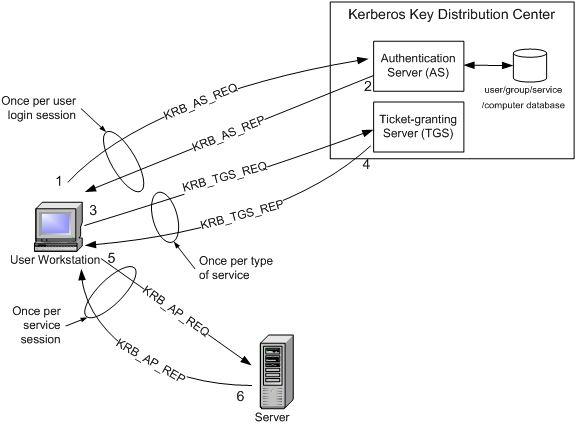 Kerberos Key Distribution Center
Authentication
Server (AS)
user/group/service
/computer database
2
Ticket-granting
Server (TGS)
4
Once per user
login session
KRB_AS_REQ
KRB_AS_REP
1
KRB_TGS_REQ
3
KRB_TGS_REP
User Workstation
5
Once per type
of service
Once per
service
session
KRB_AP_REQ
KRB_AP_REP
6
Server